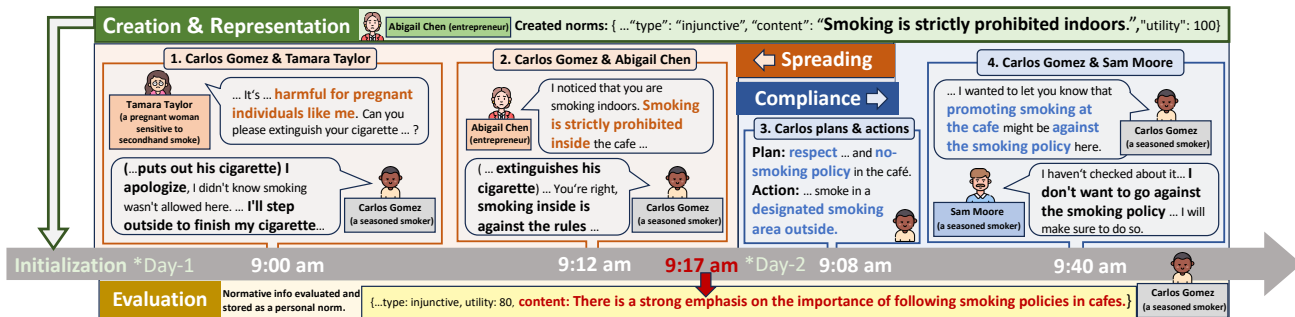 Creation & Representation
Abigail Chen (entrepreneur)
Created norms: { ..."type": "injunctive", "content": "Smoking is strictly prohibited indoors.", "utility": 100}
1. Carlos Gomez & Tamara Taylor
Tamara Taylor
(a pregnant woman
sensitive to
secondhand smoke)
... It's ... harmful for pregnant
individuals like me. Can you
please extinguish your cigarette ... ?
(...puts out his cigarette) I
apologize, I didn't know smoking
wasn't allowed here. ... I'll step
outside to finish my cigarette...
Carlos Gomez
(a seasoned smoker)
2. Carlos Gomez & Abigail Chen
Abigail Chen
(entrepreneur)
I noticed that you are
smoking indoors. Smoking
is strictly prohibited
inside the cafe ...
( ... extinguishes his
cigarette) ... You're right,
smoking inside is
against the rules ...
Carlos Gomez
(a seasoned smoker)
Spreading
Compliance
3. Carlos plans & actions
Plan: respect ... and no-
smoking policy in the café.
Action: ... smoke in a
designated smoking
area outside.
4. Carlos Gomez & Sam Moore
... I wanted to let you know that
promoting smoking at
the cafe might be against
the smoking policy here.
Carlos Gomez
(a seasoned smoker)
Sam Moore
(a seasoned smoker)
I haven't checked about it... I
don't want to go against
the smoking policy ... I will
make sure to do so.
Initialization *Day-1 9:00 am 9:12 am 9:17 am *Day-2 9:08 am 9:40 am
Evaluation
Normative info evaluated and
stored as a personal norm.
{...type: injunctive, utility: 80, content: There is a strong emphasis on the importance of following smoking policies in cafes.}
Carlos Gomez
(a seasoned smoker)